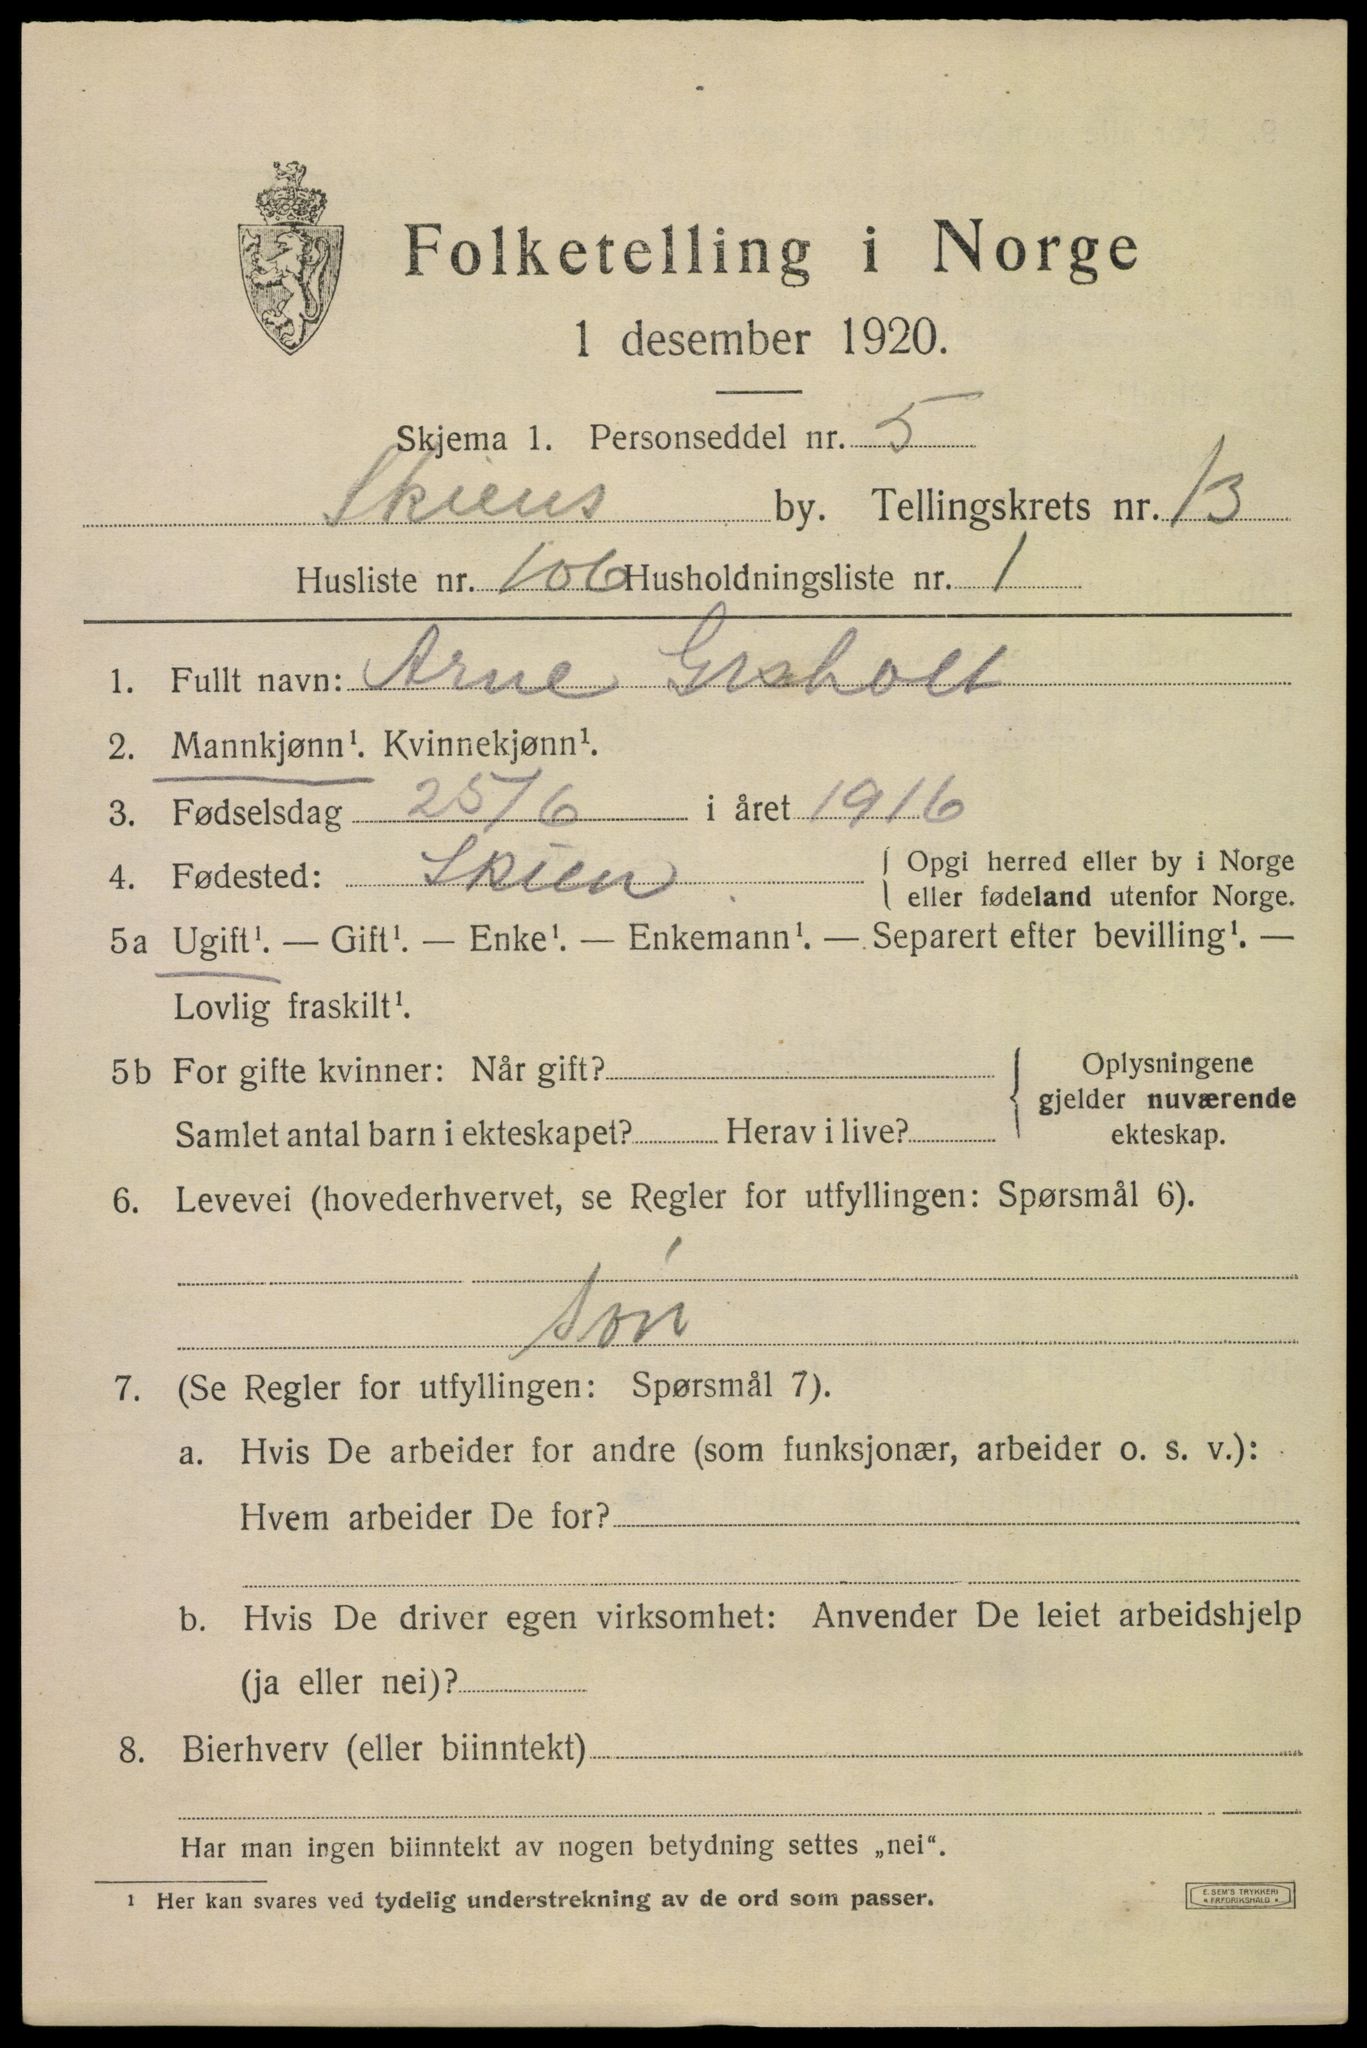 Folketelling i Norge
1 desember 1920.
Skjema 1. Personseddel nr. 5
Skiens by. Tellingskrets nr. 13
Husliste nr. 106 Husholdningsliste nr. 1
1. Fullt navn: Arne
2. Mannkjønn¹. Kvinnekjønn¹.
3. Fødselsdag 25/6 i året 1916
4. Fødested: Skien { Opgi herred eller by i Norge
eller fødeland utenfor Norge.
5a Ugift¹. — Gift¹. — Enke¹. — Enkemann¹. — Separert efter bevilling¹. —
Lovlig fraskilt¹.
5b For gifte kvinner: Når gift? { Oplysningene
gjelder nuværende
Samlet antal barn i ekteskapet? Herav i live? ekteskap.
6. Levevei (hovederhvervet, se Regler for utfyllingen: Spørsmål 6).
Søn
7. (Se Regler for utfyllingen: Spørsmål 7).
a. Hvis De arbeider for andre (som funksjonær, arbeider o. s. v.):
Hvem arbeider De for?
b. Hvis De driver egen virksomhet: Anvender De leiet arbeidshjelp
(ja eller nei)?
8. Bierhverv (eller biinntekt)
Har man ingen biinntekt av nogen betydning settes „nei“.
¹ Her kan svares ved tydelig understrekning av de ord som passer.
E. SEM'S TRYKKERI
FREDRIKSHALD